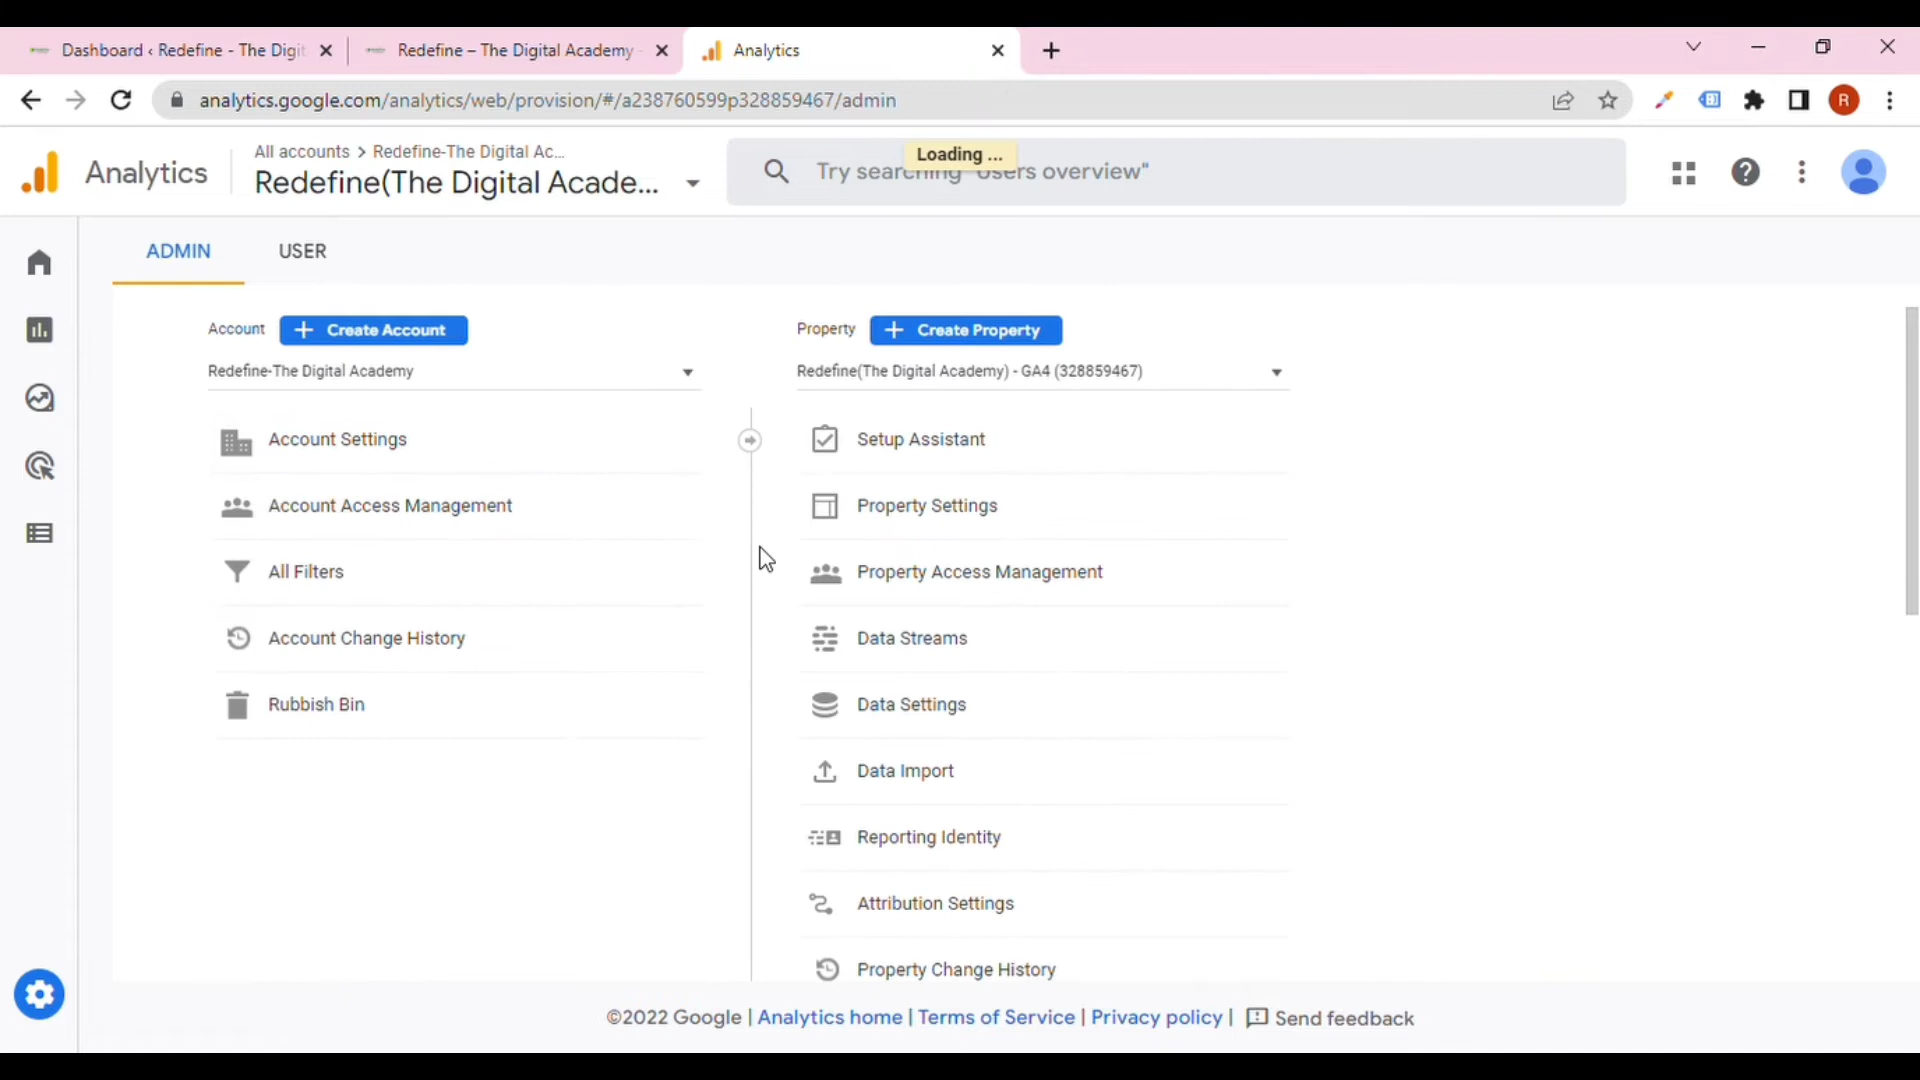 Dashboard ‹ Redefine - The Digit
Redefine – The Digital Academy -
Analytics
analytics.google.com/analytics/web/provision/#/a238760599p328859467/admin
R
Analytics
All accounts > Redefine-The Digital Ac...
Redefine(The Digital Acade...
Try searching "Users overview"
Loading ...
ADMIN
USER
Account
+ Create Account
Property
+ Create Property
Redefine-The Digital Academy
Redefine(The Digital Academy) - GA4 (328859467)
Account Settings
Account Access Management
All Filters
Account Change History
Rubbish Bin
Setup Assistant
Property Settings
Property Access Management
Data Streams
Data Settings
Data Import
Reporting Identity
Attribution Settings
Property Change History
©2022 Google | Analytics home | Terms of Service | Privacy policy | Send feedback